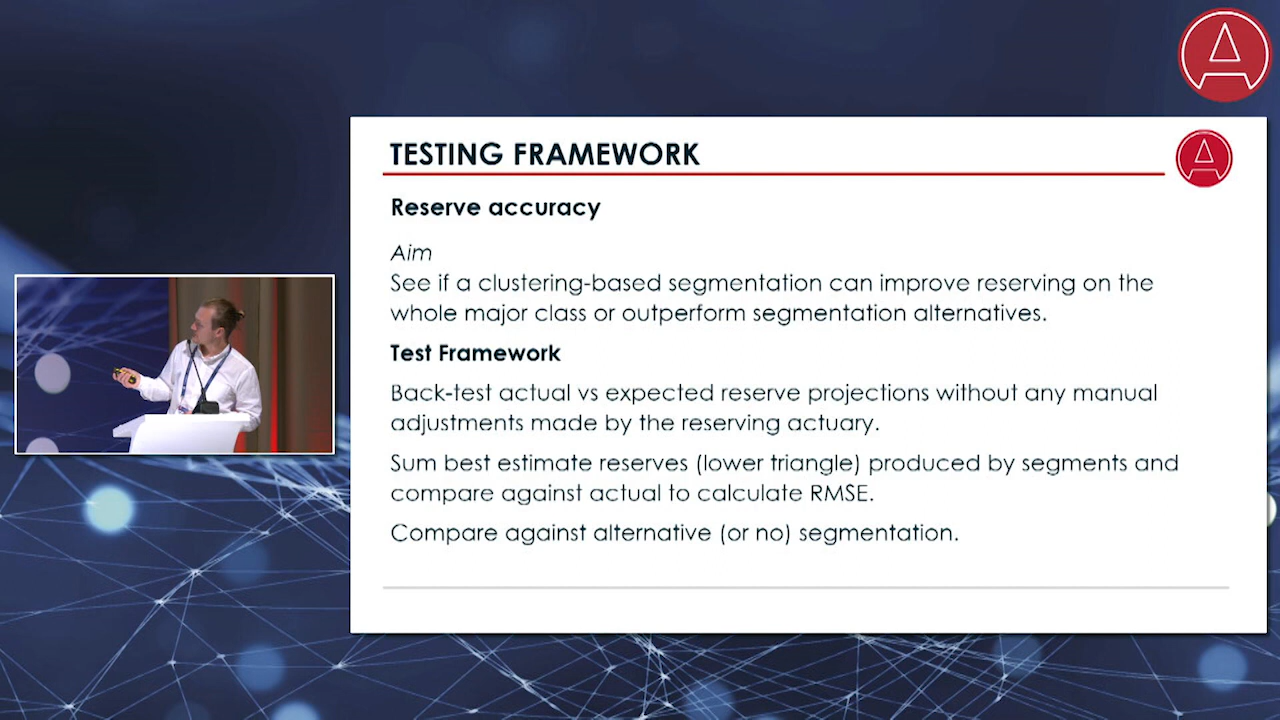 TESTING FRAMEWORK
Reserve accuracy
Aim
See if a clustering-based segmentation can improve reserving on the
whole major class or outperform segmentation alternatives.
Test Framework
Back-test actual vs expected reserve projections without any manual
adjustments made by the reserving actuary.
Sum best estimate reserves (lower triangle) produced by segments and
compare against actual to calculate RMSE.
Compare against alternative (or no) segmentation.